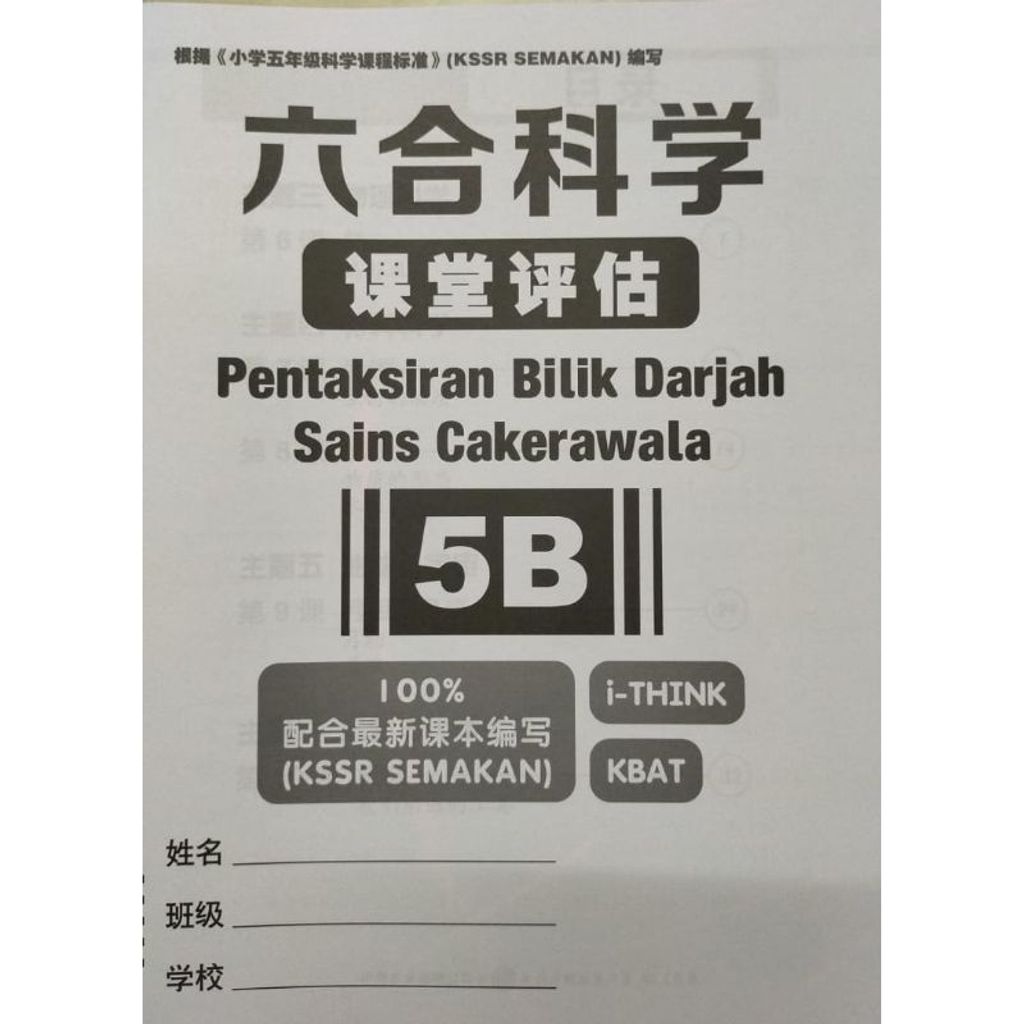 根据《小学五年级科学课程标准》(KSSR SEMAKAN) 编写
六合科学
课堂评估
Pentaksiran Bilik Darjah
Sains Cakerawala
5B
100%
配合最新课本编写
(KSSR SEMAKAN)
i-THINK
KBAT
姓名
班级
学校